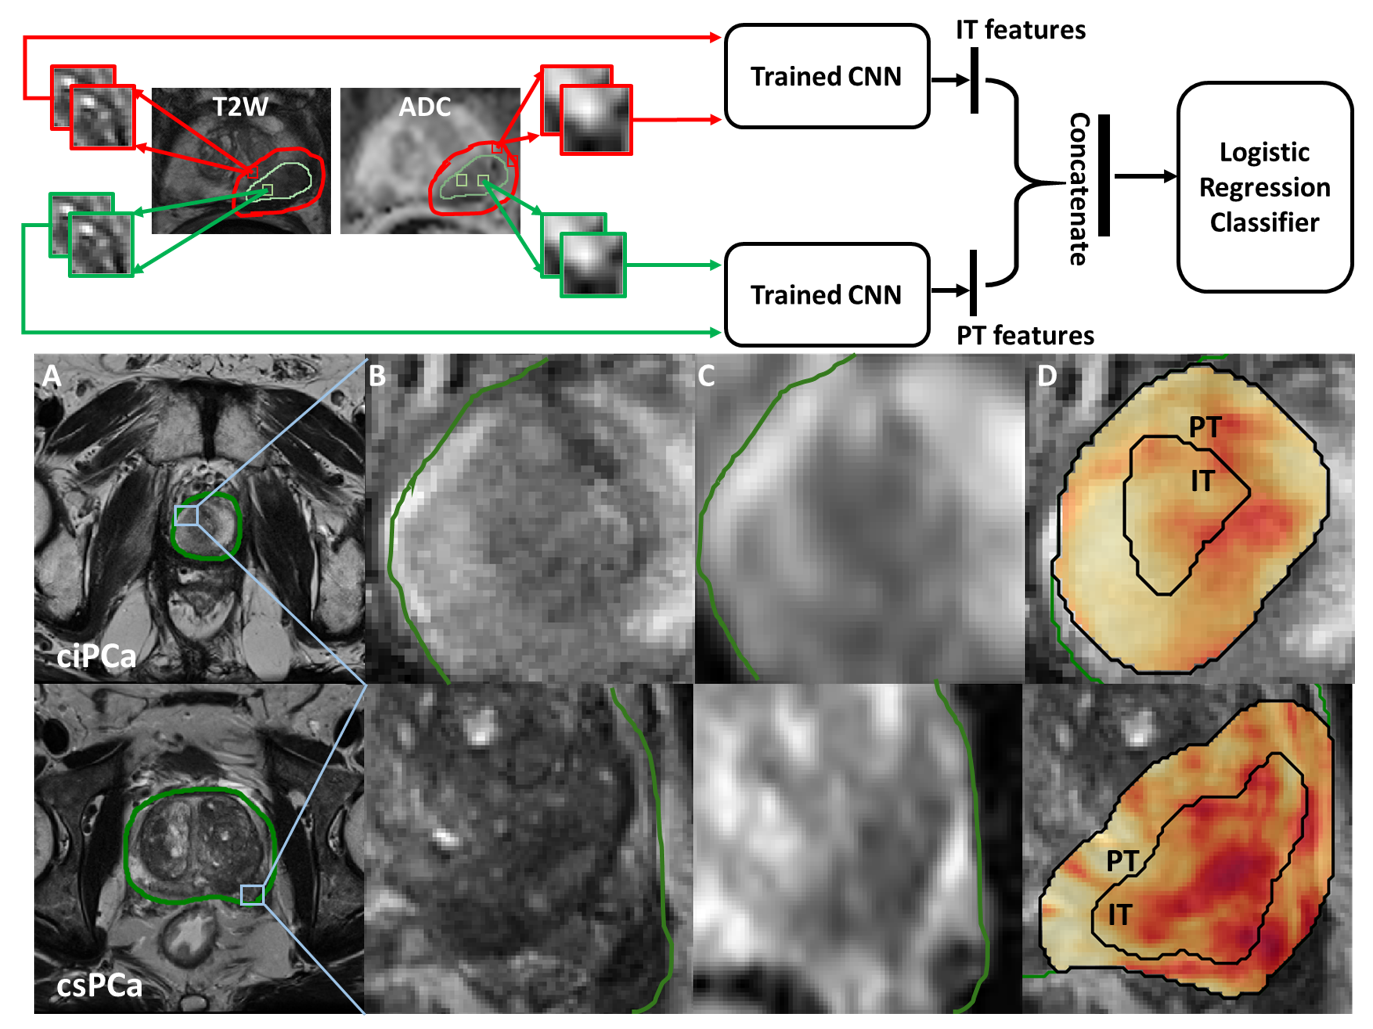 IT features
Trained CNN
T2W
ADC
Concatenate
Logistic
Regression
Classifier
Trained CNN
PT features
A
B
C
D
PT
IT
ciPCa
PT
IT
csPCa